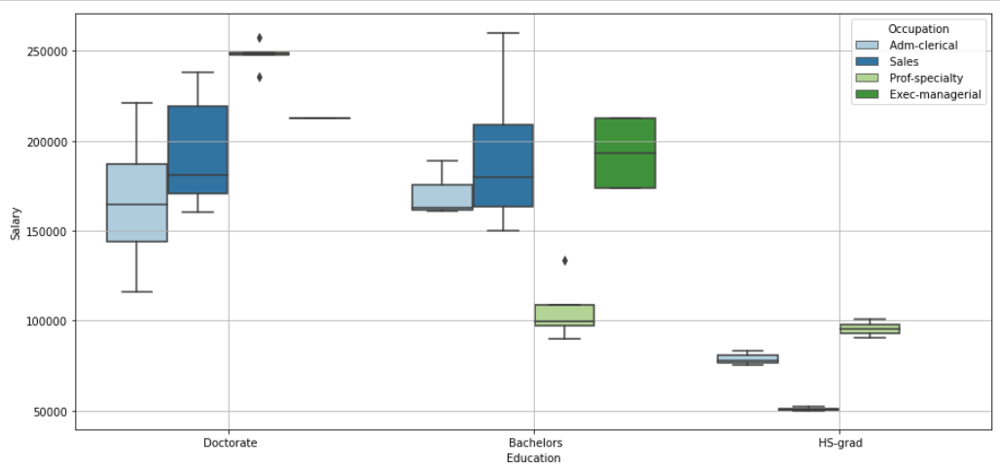 Occupation
Adm-clerical
Sales
Prof-specialty
Exec-managerial
250000
200000
150000
100000
50000
Salary
Doctorate
Bachelors
HS-grad
Education